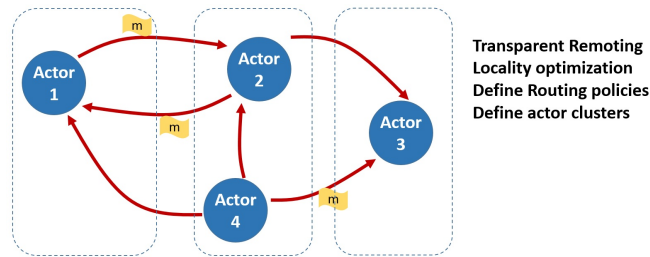 m
Actor
1
Actor
2
m
Actor
3
Actor
4
m
Transparent Remoting
Locality optimization
Define Routing policies
Define actor clusters